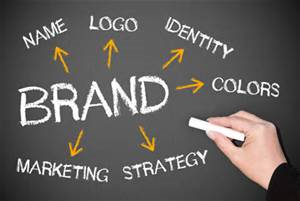 NAME
LOGO
IDENTITY
BRAND
COLORS
MARKETING
STRATEGY